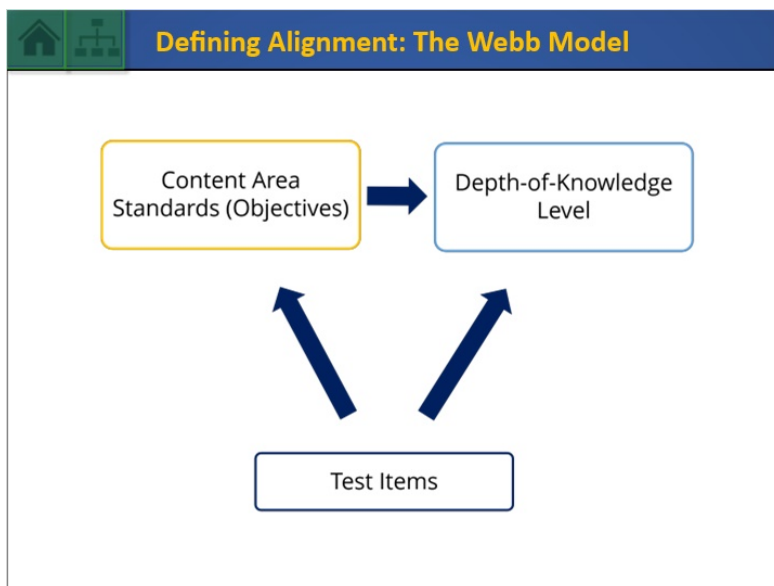 Defining Alignment: The Webb Model
Content Area
Standards (Objectives)
Depth-of-Knowledge
Level
Test Items